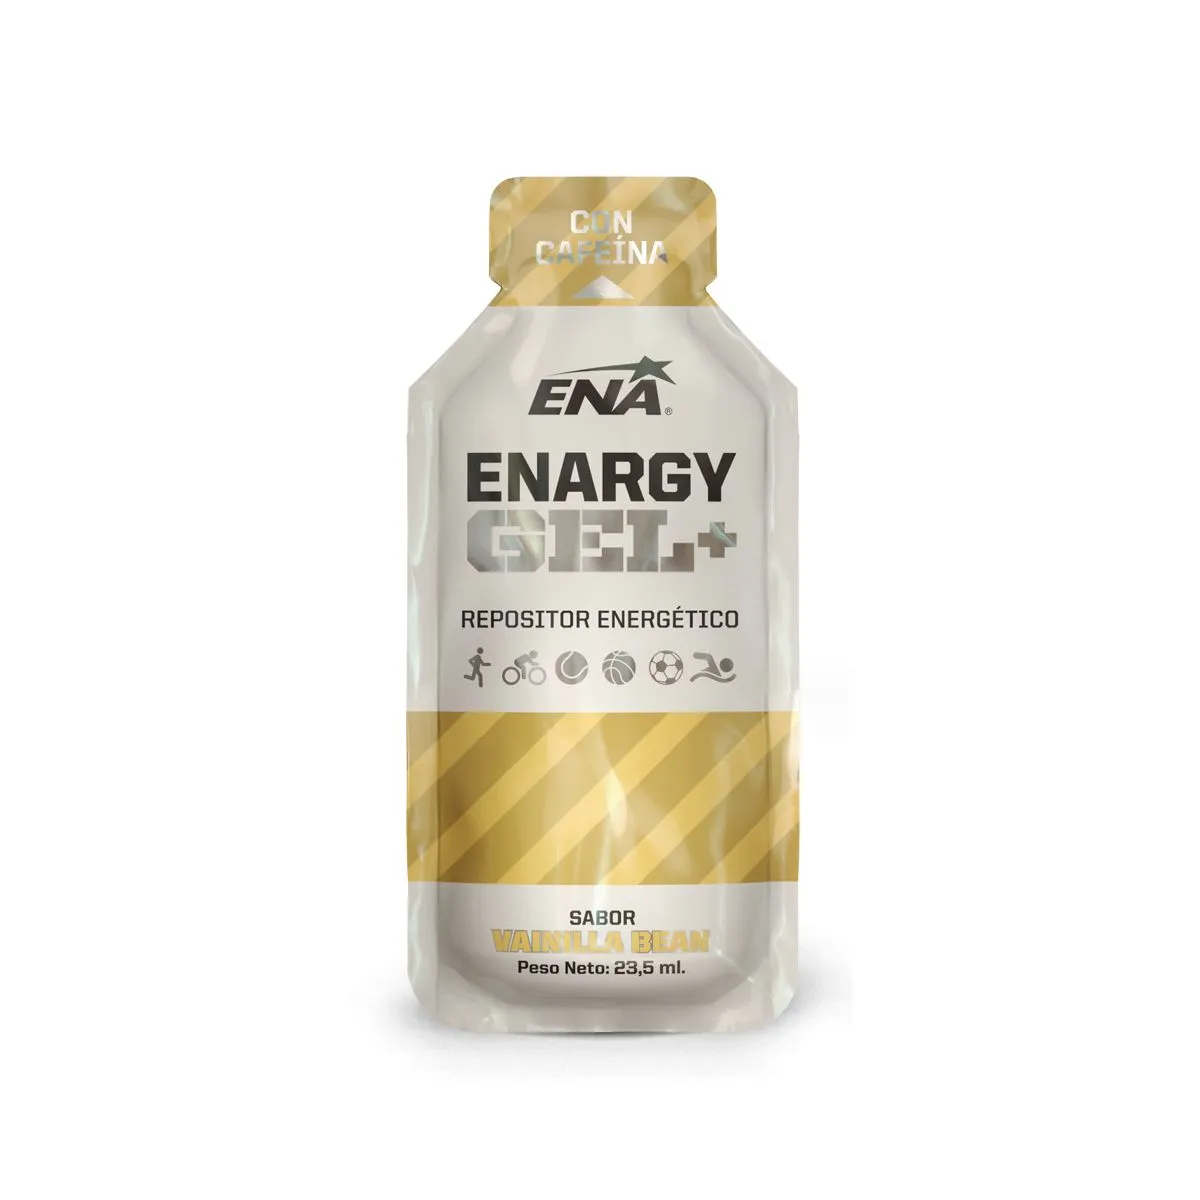 CON
CAFEÍNA
ENA®
ENARGY
GEL+
REPOSITOR ENERGÉTICO
SABOR
VAINILLA BEAN
Peso Neto: 23,5 ml.